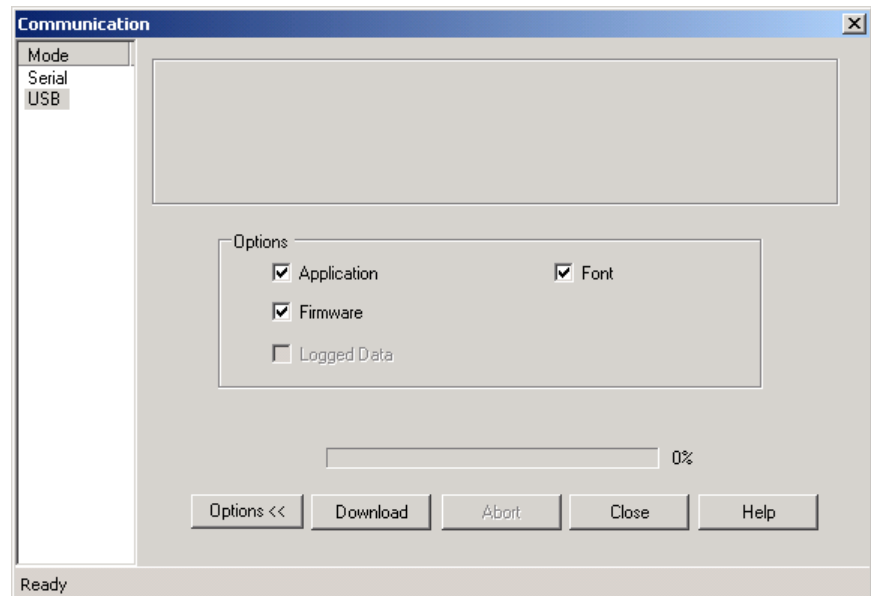 Communication
Mode
Serial
USB
Options
Application
Font
Firmware
Logged Data
0%
Options << Download Abort Close Help
Ready